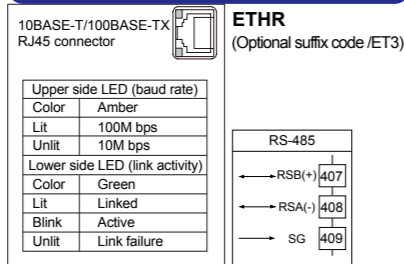 10BASE-T/100BASE-TX
RJ45 connector
ETHR
(Optional suffix code /ET3)
Upper side LED (baud rate)
Color Amber
Lit 100M bps
Unlit 10M bps
Lower side LED (link activity)
Color Green
Lit Linked
Blink Active
Unlit Link failure
RS-485
RSB(+) 407
RSA(-) 408
SG 409